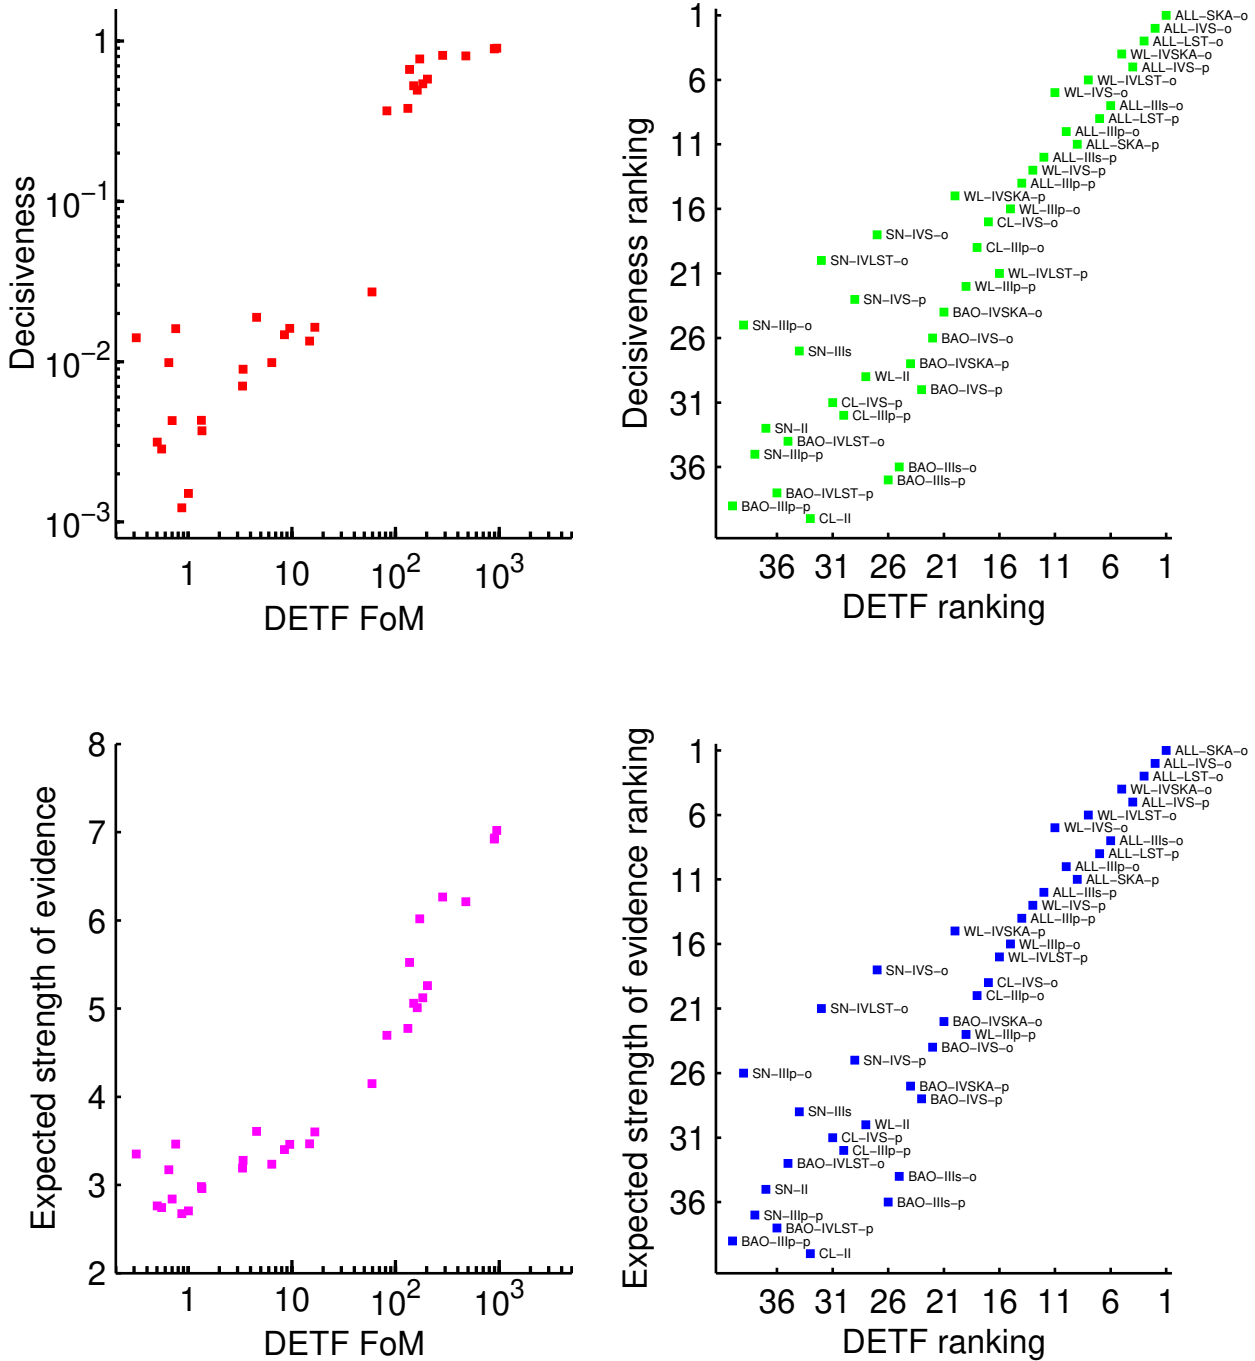 1
10⁻¹
10⁻²
10⁻³
Decisiveness
1
10
10²
10³
DETF FoM
1
6
11
16
21
26
31
36
Decisiveness ranking
ALL-SKA-o
ALL-IVS-o
ALL-LST-o
WL-IVSKA-o
ALL-IVS-p
WL-IVLST-o
WL-IVS-o
ALL-IIIs-o
ALL-LST-p
ALL-IIIp-o
ALL-SKA-p
ALL-IIIs-p
WL-IVS-p
ALL-IIIp-p
WL-IVSKA-p
WL-IIIp-o
CL-IVS-o
SN-IVS-o
CL-IIIp-o
SN-IVLST-o
WL-IVLST-p
WL-IIIp-p
SN-IVS-p
BAO-IVSKA-o
SN-IIIp-o
BAO-IVS-o
SN-IIIs
BAO-IVSKA-p
WL-II
BAO-IVS-p
CL-IVS-p
CL-IIIp-p
SN-II
BAO-IVLST-o
SN-IIIp-p
BAO-IIIs-o
BAO-IIIs-p
BAO-IVLST-p
BAO-IIIp-p
CL-II
36 31 26 21 16 11 6 1
DETF ranking
8
7
6
5
4
3
2
Expected strength of evidence
1
10
10²
10³
DETF FoM
1
6
11
16
21
26
31
36
Expected strength of evidence ranking
ALL-SKA-o
ALL-IVS-o
ALL-LST-o
WL-IVSKA-o
ALL-IVS-p
WL-IVLST-o
WL-IVS-o
ALL-IIIs-o
ALL-LST-p
ALL-IIIp-o
ALL-SKA-p
ALL-IIIs-p
WL-IVS-p
ALL-IIIp-p
WL-IVSKA-p
WL-IIIp-o
WL-IVLST-p
SN-IVS-o
CL-IVS-o
CL-IIIp-o
SN-IVLST-o
BAO-IVSKA-o
WL-IIIp-p
BAO-IVS-o
SN-IVS-p
SN-IIIp-o
BAO-IVSKA-p
BAO-IVS-p
SN-IIIs
WL-II
CL-IVS-p
CL-IIIp-p
BAO-IVLST-o
BAO-IIIs-o
SN-II
BAO-IIIs-p
SN-IIIp-p
BAO-IVLST-p
BAO-IIIp-p
CL-II
36 31 26 21 16 11 6 1
DETF ranking